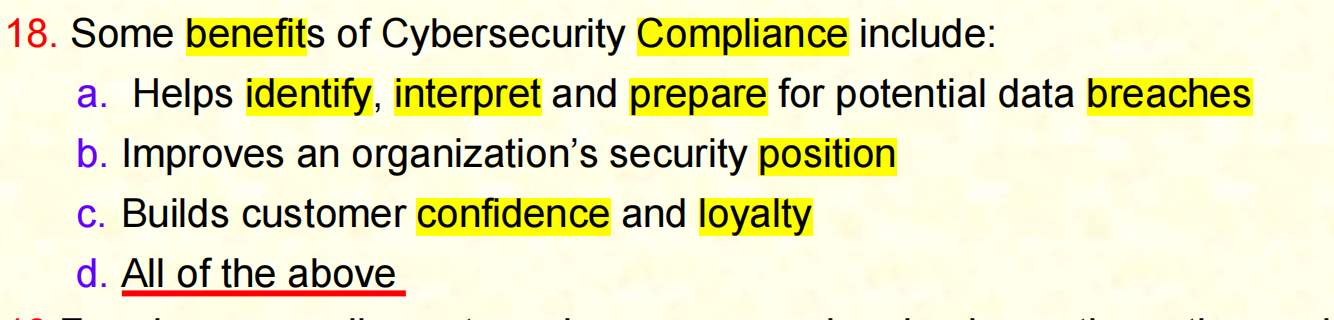 18. Some benefits of Cybersecurity Compliance include:
a. Helps identify, interpret and prepare for potential data breaches
b. Improves an organization’s security position
c. Builds customer confidence and loyalty
d. All of the above